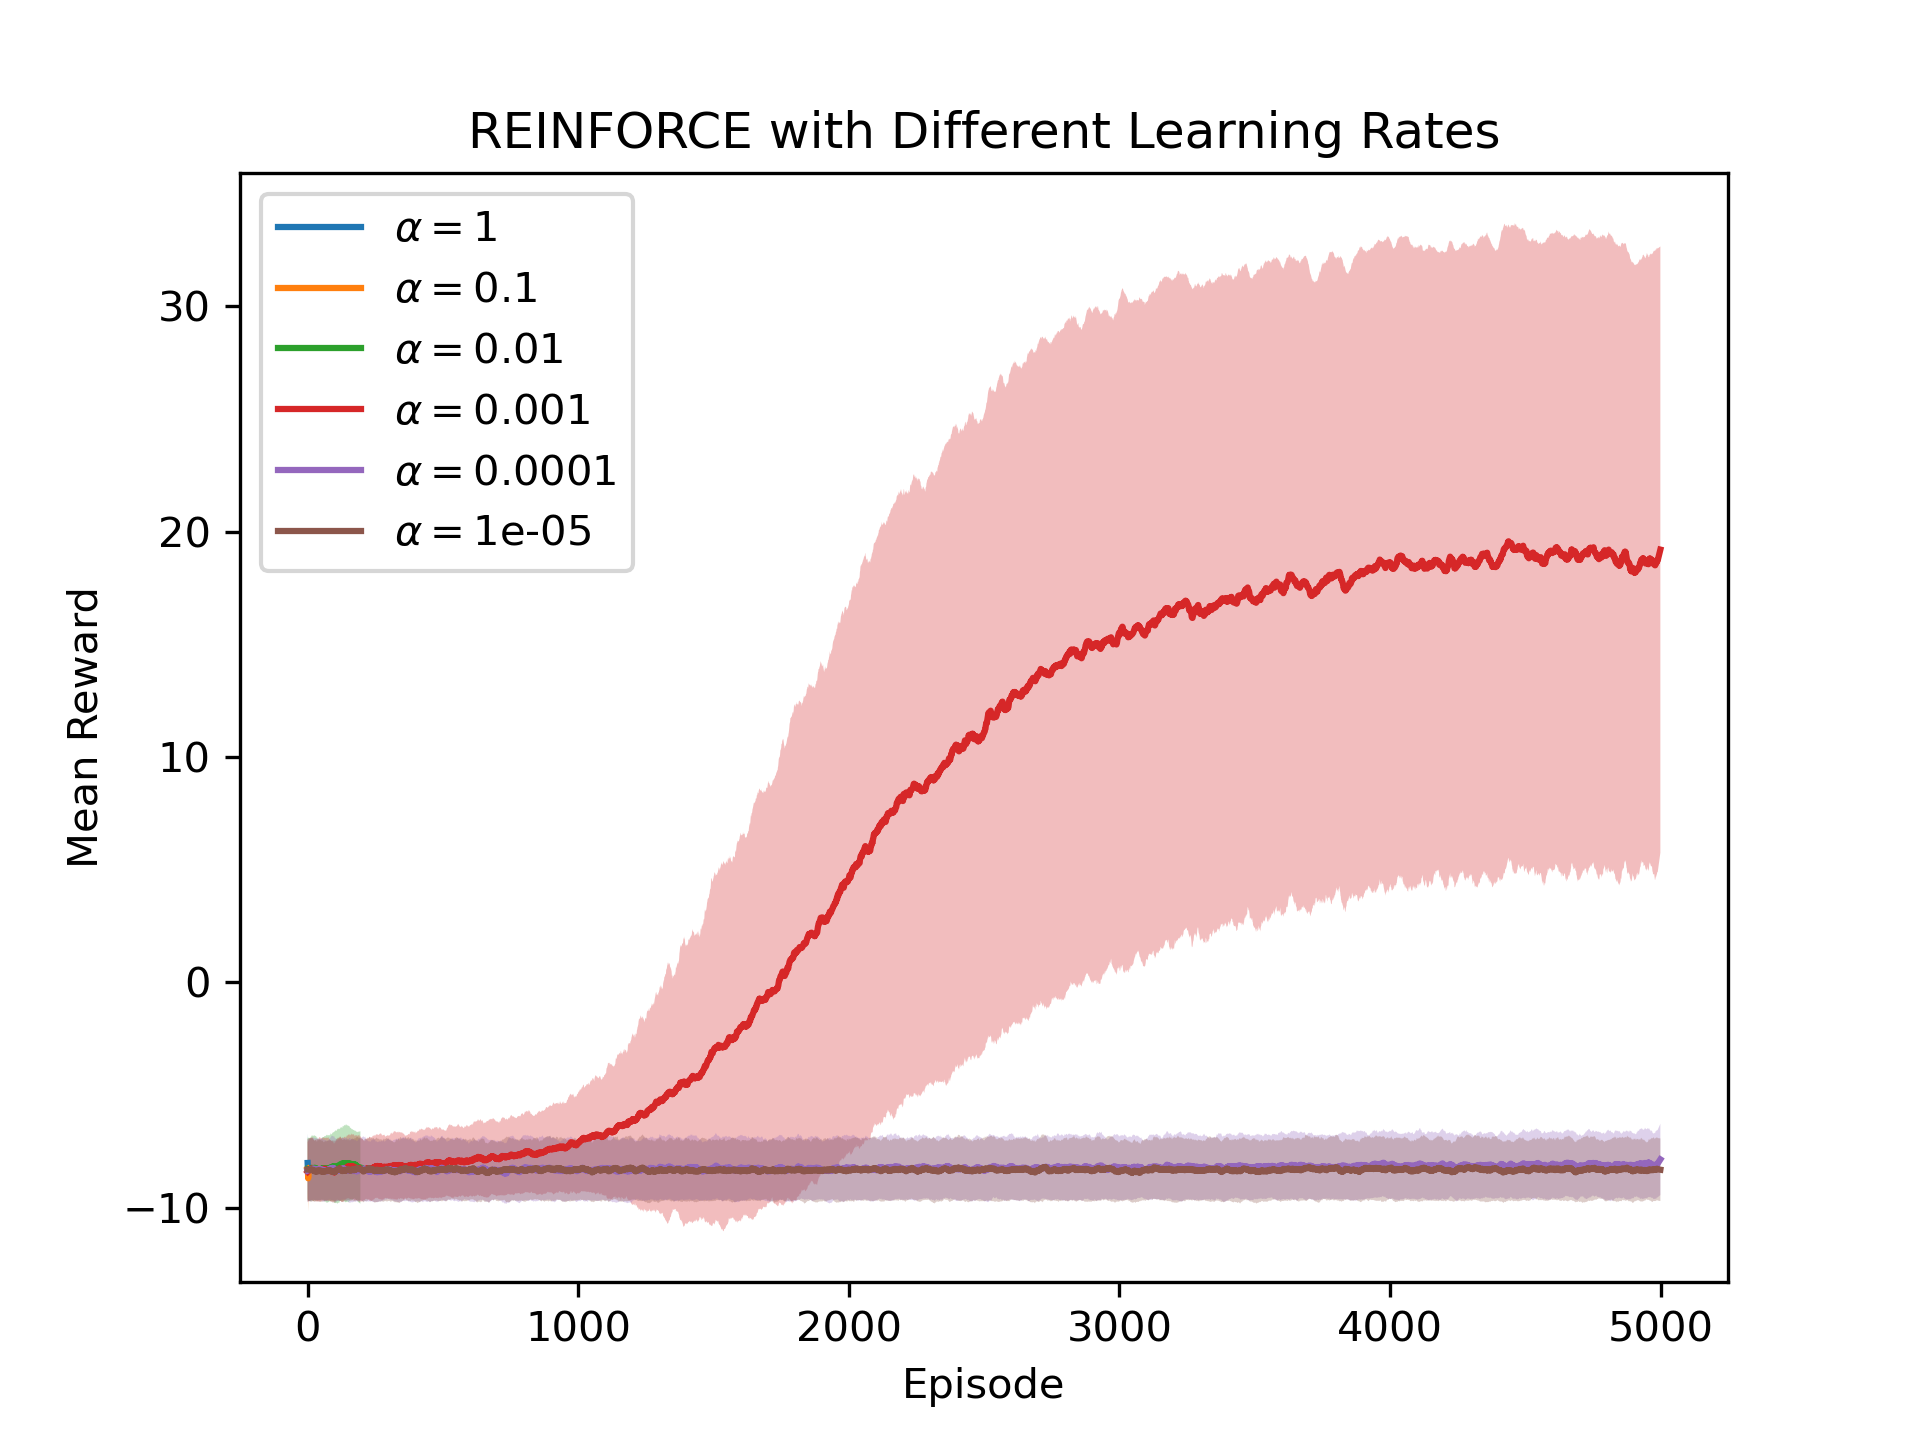 REINFORCE with Different Learning Rates
α = 1
α = 0.1
α = 0.01
α = 0.001
α = 0.0001
α = 1e-05
Mean Reward
30
20
10
0
−10
0 1000 2000 3000 4000 5000
Episode